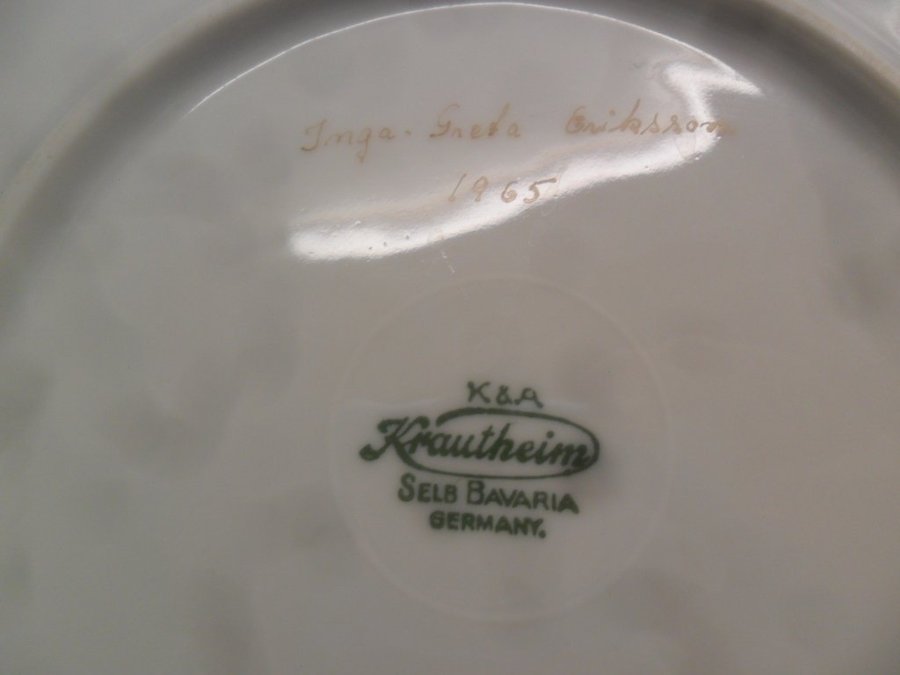 Inga-Greta Eriksson
1965
K & A
Krautheim
SELB BAVARIA
GERMANY.